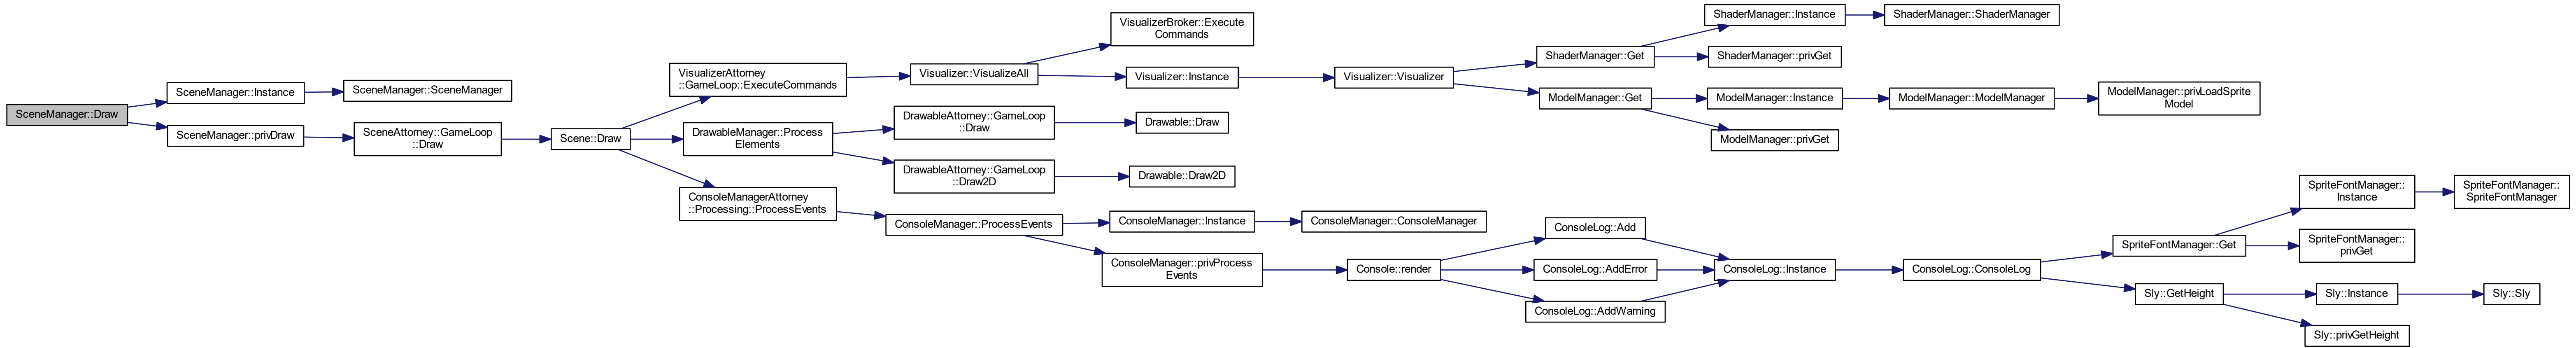 SceneManager::Draw
SceneManager::Instance
SceneManager::SceneManager
SceneManager::privDraw
SceneAttorney::GameLoop
::Draw
Scene::Draw
VisualizerAttorney
::GameLoop::ExecuteCommands
Visualizer::VisualizeAll
VisualizerBroker::Execute
Commands
Visualizer::Instance
Visualizer::Visualizer
ShaderManager::Get
ShaderManager::Instance
ShaderManager::ShaderManager
ShaderManager::privGet
ModelManager::Get
ModelManager::Instance
ModelManager::ModelManager
ModelManager::privLoadSprite
Model
ModelManager::privGet
DrawableManager::Process
Elements
DrawableAttorney::GameLoop
::Draw
Drawable::Draw
DrawableAttorney::GameLoop
::Draw2D
Drawable::Draw2D
ConsoleManagerAttorney
::Processing::ProcessEvents
ConsoleManager::ProcessEvents
ConsoleManager::Instance
ConsoleManager::ConsoleManager
ConsoleManager::privProcess
Events
Console::render
ConsoleLog::Add
ConsoleLog::AddError
ConsoleLog::AddWarning
ConsoleLog::Instance
ConsoleLog::ConsoleLog
SpriteFontManager::Get
SpriteFontManager::
Instance
SpriteFontManager::
SpriteFontManager
SpriteFontManager::
privGet
Sly::GetHeight
Sly::Instance
Sly::Sly
Sly::privGetHeight